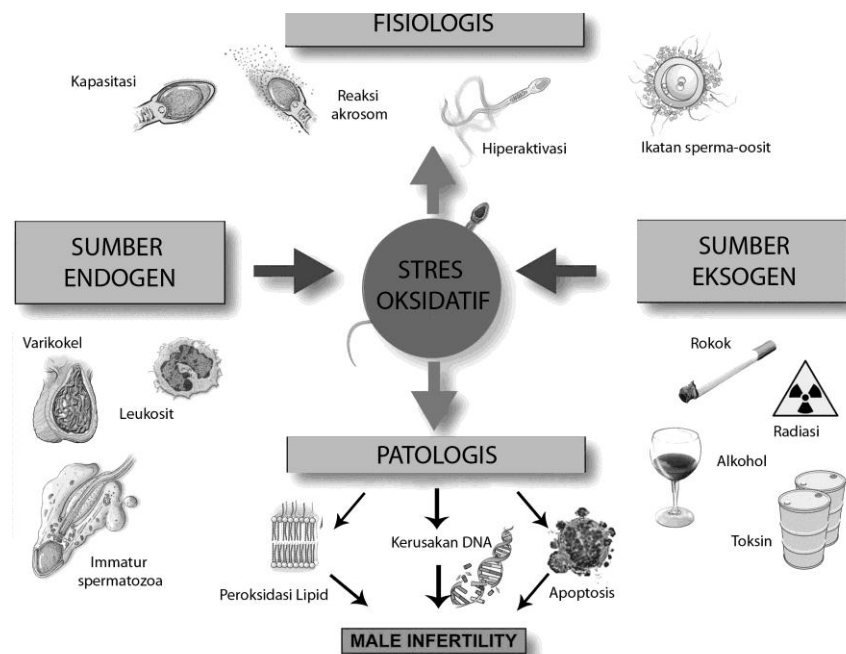 FISIOLOGIS
Kapasitasi
Reaksi
akrosom
Hiperaktivasi
Ikatan sperma-oosit
SUMBER
ENDOGEN
STRES
OKSIDATIF
SUMBER
EKSOGEN
Varikokel
Leukosit
Immatur
spermatozoa
Rokok
Radiasi
Alkohol
Toksin
PATOLOGIS
Peroksidasi Lipid
Kerusakan DNA
Apoptosis
MALE INFERTILITY